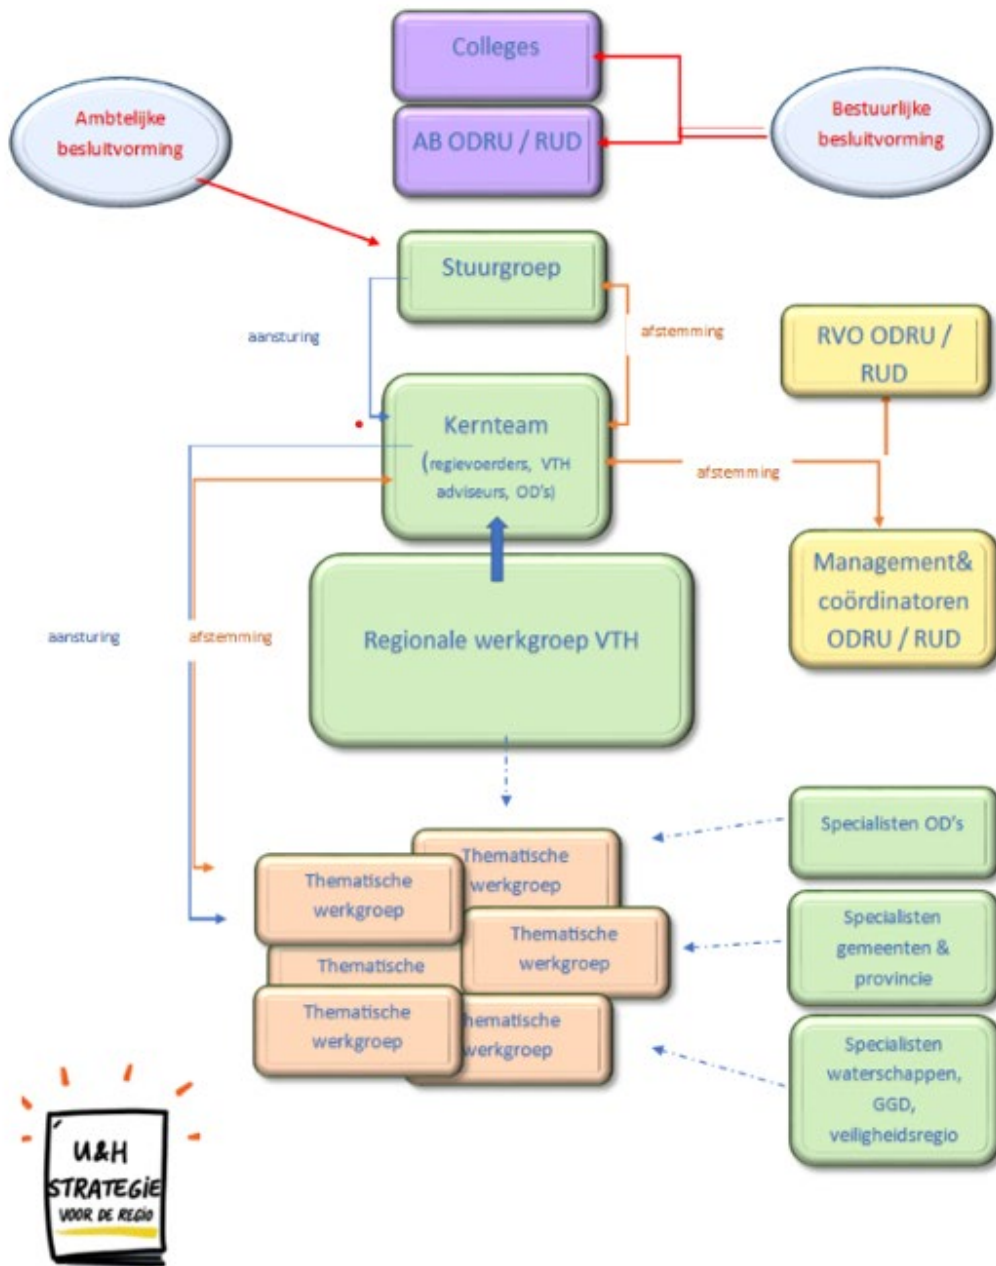 Colleges
Ambtelijke
besluitvorming
Bestuurlijke
besluitvorming
AB ODRU / RUD
Stuurgroep
aansturing
afstemming
RVO ODRU /
RUD
Kernteam
(regievoerders, VTH
adviseurs, OD's)
afstemming
Management&
coördinatoren
ODRU / RUD
aansturing
afstemming
Regionale werkgroep VTH
Specialisten OD's
Thematische
werkgroep
Thematische
werkgroep
Thematische
werkgroep
Specialisten
gemeenten &
provincie
Thematische
Thematische
werkgroep
hematische
werkgroep
Specialisten
waterschappen,
GGD,
veiligheidsregio
U&H
STRATEGiE
VOOR DE REGIO